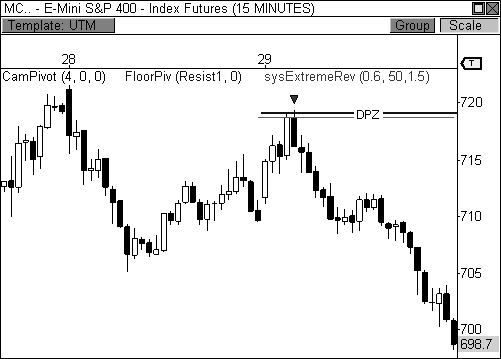 MC.. - E-Mini S&P 400 - Index Futures (15 MINUTES)
Template: UTM Group Scale
28 29 T
CamPivot (4, 0, 0) FloorPiv (Resist1, 0) sysExtremeRev (0.6, 50,1.5)
720
DPZ
715
710
705
700
698.7